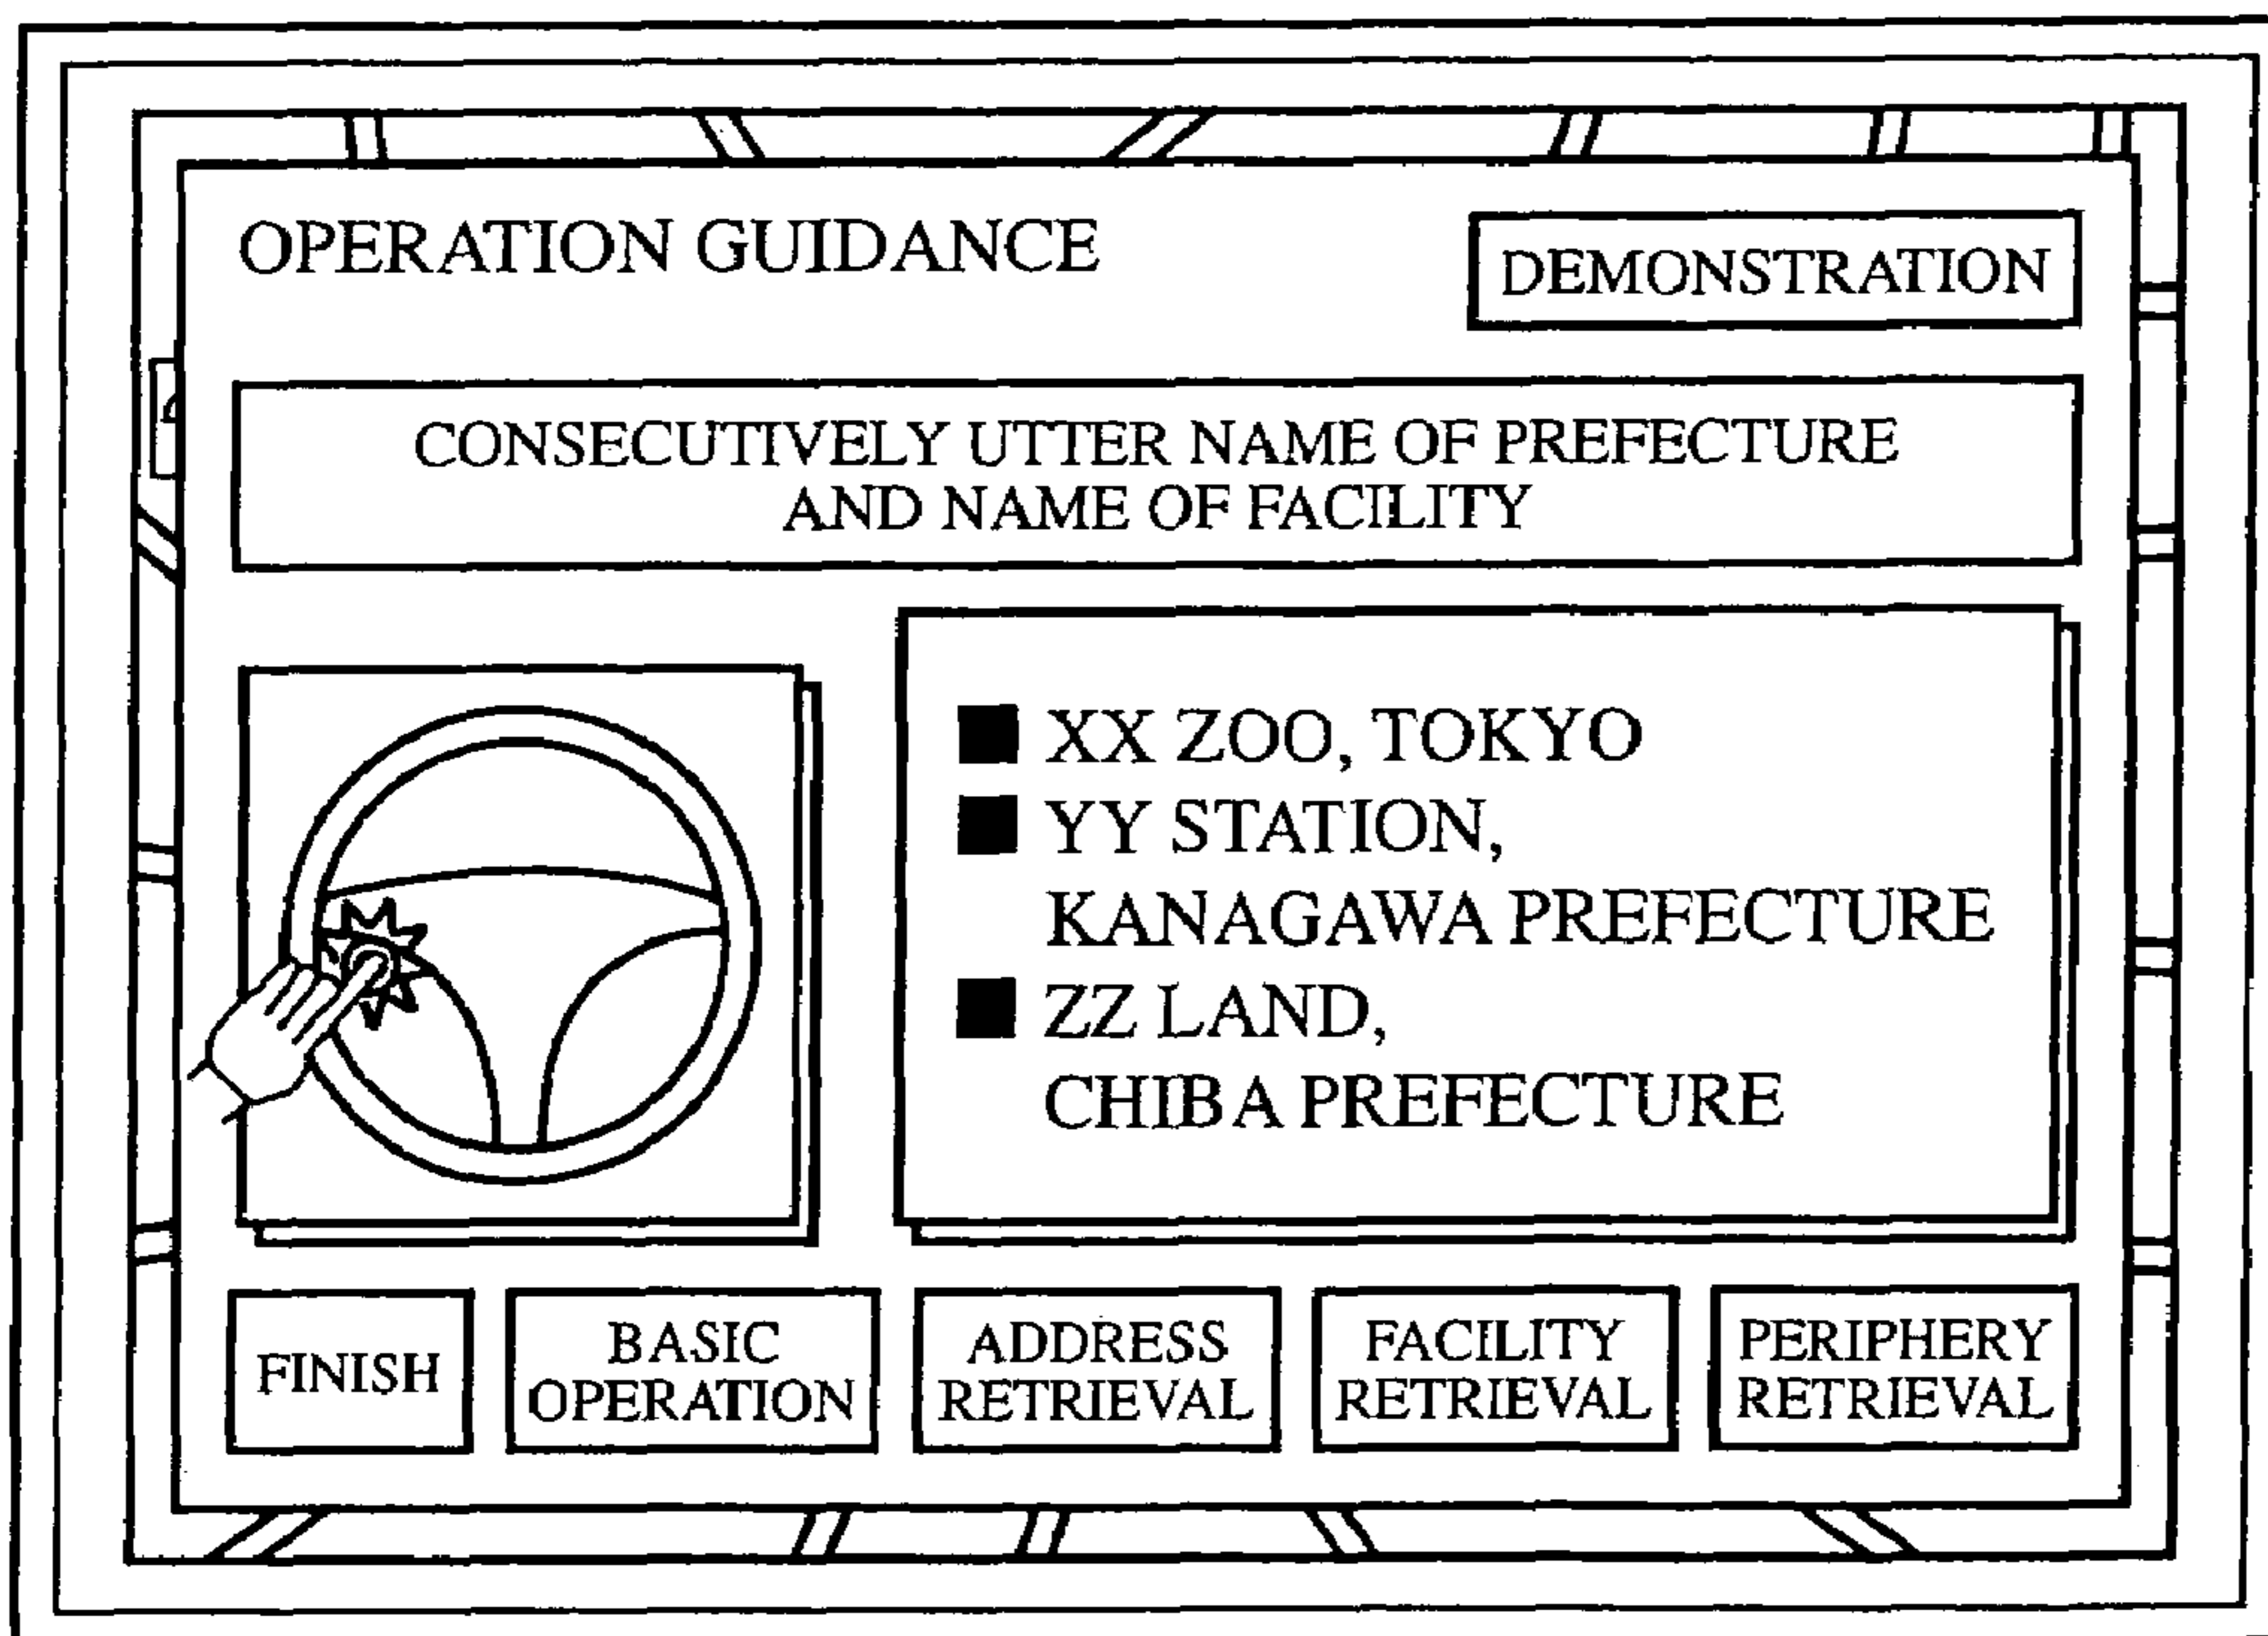 OPERATION GUIDANCE
DEMONSTRATION
CONSECUTIVELY UTTER NAME OF PREFECTURE
AND NAME OF FACILITY
■ XX ZOO, TOKYO
■ YY STATION,
KANAGAWA PREFECTURE
■ ZZ LAND,
CHIBA PREFECTURE
FINISH
BASIC
OPERATION
ADDRESS
RETRIEVAL
FACILITY
RETRIEVAL
PERIPHERY
RETRIEVAL